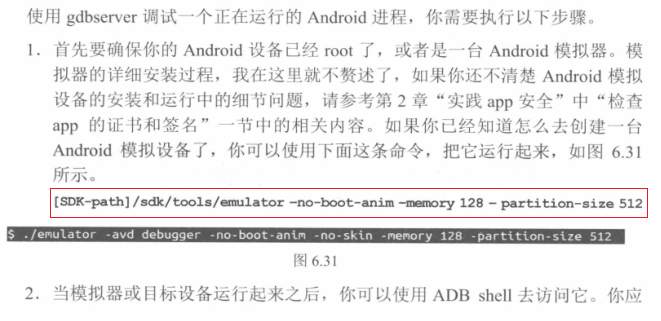 使用 gdbserver 调试一个正在运行的 Android 进程，你需要执行以下步骤。
1．首先要确保你的 Android 设备已经 root 了，或者是一台 Android 模拟器。模
拟器的详细安装过程，我在这里就不赘述了，如果你还不清楚 Android 模拟
设备的安装和运行中的细节问题，请参考第 2 章“实践 app 安全”中“检查
app 的证书和签名”一节中的相关内容。如果你已经知道怎么去创建一台
Android 模拟设备了，你可以使用下面这条命令，把它运行起来，如图 6.31
所示。
[SDK-path]/sdk/tools/emulator –no-boot-anim –memory 128 – partition-size 512
$ ./emulator -avd debugger -no-boot-anim -no-skin -memory 128 -partition-size 512
图 6.31
2．当模拟器或目标设备运行起来之后，你可以使用 ADB shell 去访问它。你应